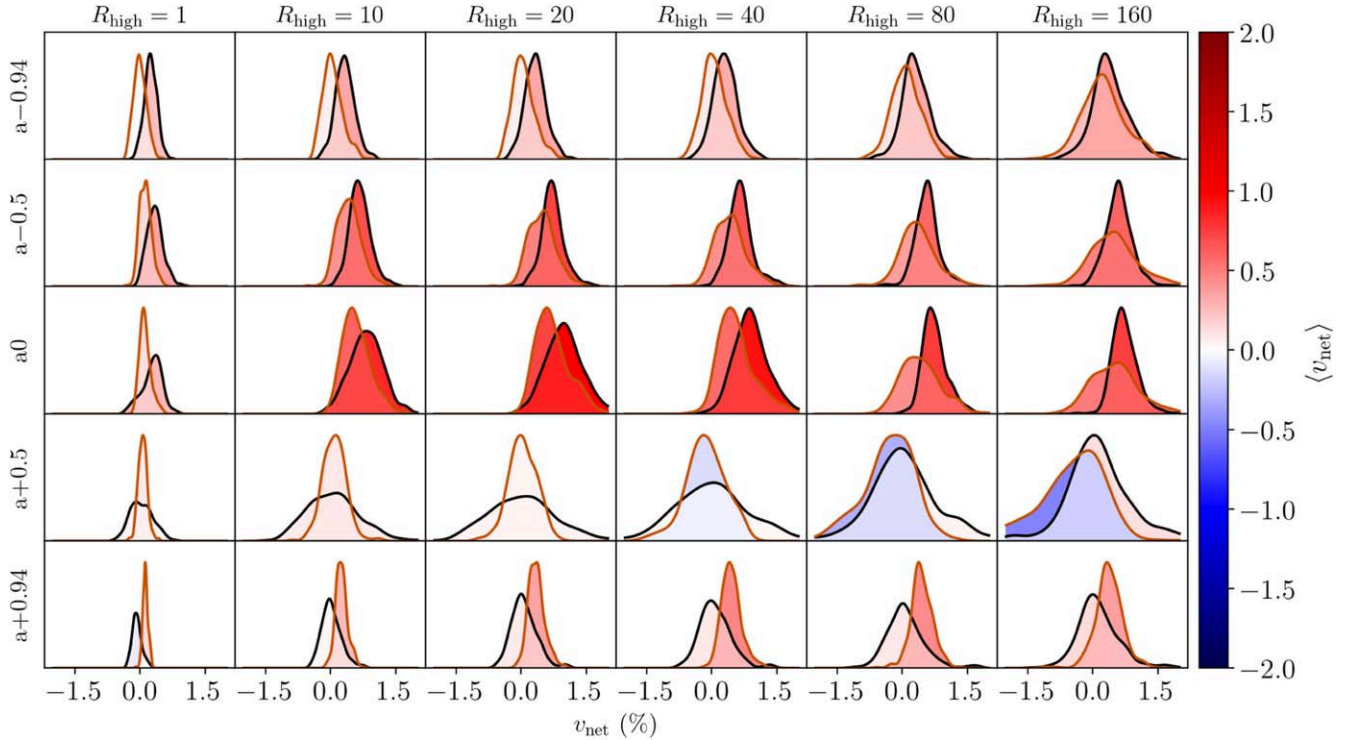 R_high = 1 R_high = 10 R_high = 20 R_high = 40 R_high = 80 R_high = 160
a−0.94
a−0.5
a0
a+0.5
a+0.94
−1.5 0.0 1.5 −1.5 0.0 1.5 −1.5 0.0 1.5 −1.5 0.0 1.5 −1.5 0.0 1.5 −1.5 0.0 1.5
v_net (%)
2.0
1.5
1.0
0.5
0.0
−0.5
−1.0
−1.5
−2.0
⟨v_net⟩